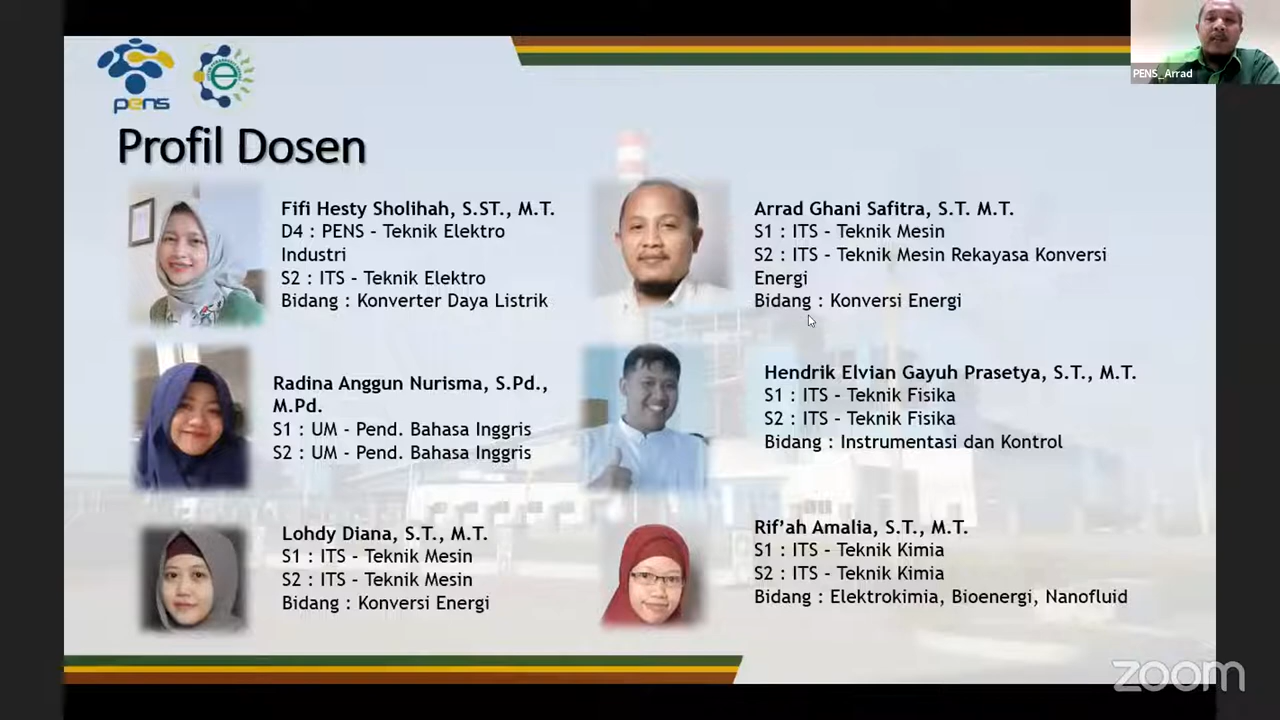 PENS_Arrad
pens
e
Profil Dosen
Fifi Hesty Sholihah, S.ST., M.T.
D4 : PENS - Teknik Elektro
Industri
S2 : ITS - Teknik Elektro
Bidang : Konverter Daya Listrik
Arrad Ghani Safitra, S.T. M.T.
S1 : ITS - Teknik Mesin
S2 : ITS - Teknik Mesin Rekayasa Konversi
Energi
Bidang : Konversi Energi
Radina Anggun Nurisma, S.Pd.,
M.Pd.
S1 : UM - Pend. Bahasa Inggris
S2 : UM - Pend. Bahasa Inggris
Hendrik Elvian Gayuh Prasetya, S.T., M.T.
S1 : ITS - Teknik Fisika
S2 : ITS - Teknik Fisika
Bidang : Instrumentasi dan Kontrol
Lohdy Diana, S.T., M.T.
S1 : ITS - Teknik Mesin
S2 : ITS - Teknik Mesin
Bidang : Konversi Energi
Rif’ah Amalia, S.T., M.T.
S1 : ITS - Teknik Kimia
S2 : ITS - Teknik Kimia
Bidang : Elektrokimia, Bioenergi, Nanofluid
zoom